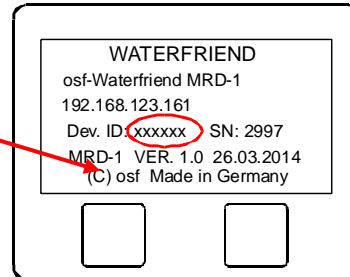 WATERFRIEND
osf-Waterfriend MRD-1
192.168.123.161
Dev. ID: xxxxxx SN: 2997
MRD-1 VER. 1.0 26.03.2014
(C) osf Made in Germany